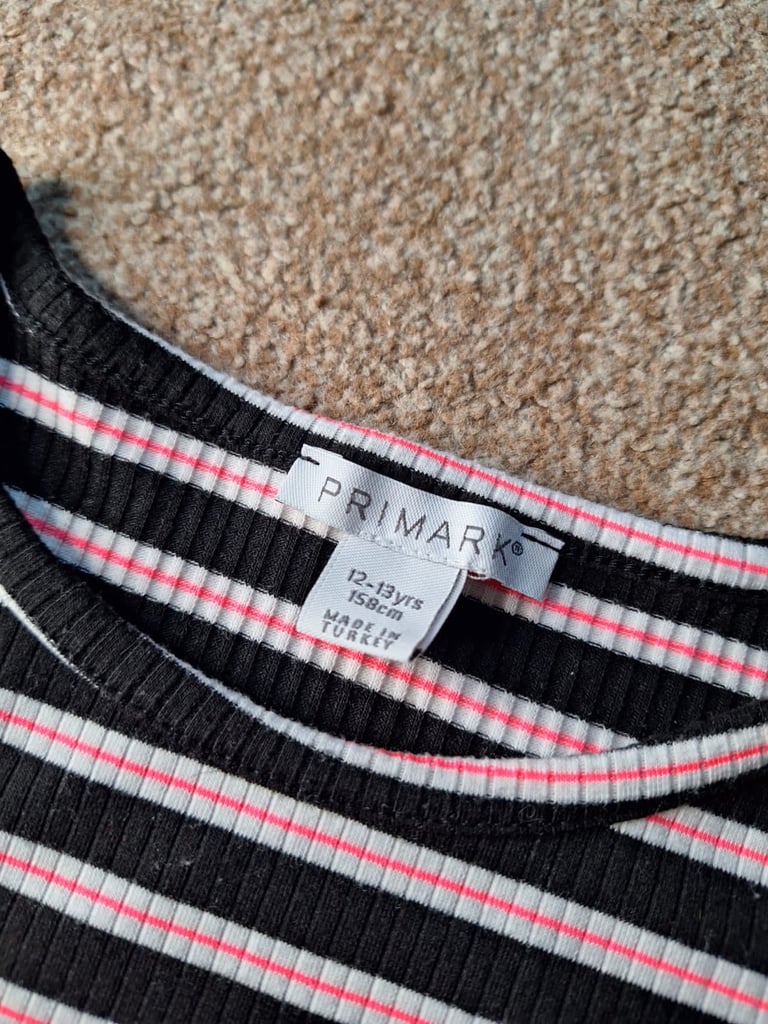 PRIMARK®
12-13yrs
158cm
MADE IN
TURKEY